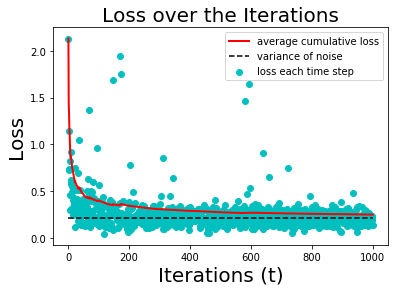 Loss over the Iterations
average cumulative loss
variance of noise
loss each time step
Loss
2.0
1.5
1.0
0.5
0.0
0
200
400
600
800
1000
Iterations (t)